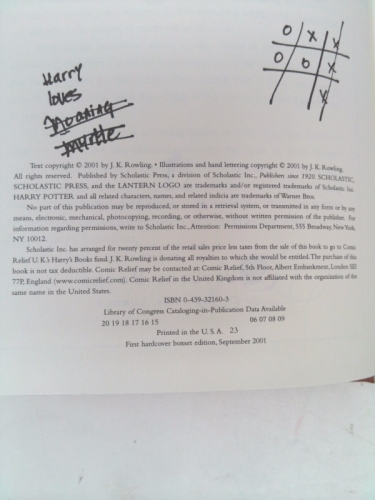 Harry
loves
Moaning
Myrtle
O X X
O O X
X
Text copyright © 2001 by J. K. Rowling. • Illustrations and hand lettering copyright © 2001 by J. K. Rowling.
All rights reserved. Published by Scholastic Press, a division of Scholastic Inc., Publishers since 1920. SCHOLASTIC,
SCHOLASTIC PRESS, and the LANTERN LOGO are trademarks and/or registered trademarks of Scholastic Inc.
HARRY POTTER and all related characters, names, and related indicia are trademarks of Warner Bros.
No part of this publication may be reproduced, or stored in a retrieval system, or transmitted in any form or by any
means, electronic, mechanical, photocopying, recording, or otherwise, without written permission of the publisher. For
information regarding permissions, write to Scholastic Inc., Attention: Permissions Department, 555 Broadway, New York,
NY 10012.
Scholastic Inc. has arranged for twenty percent of the retail sales price less taxes from the sale of this book to go to Comic
Relief U. K.'s Harry's Books fund. J. K. Rowling is donating all royalties to which she would be entitled. The purchase of this
book is not tax deductible. Comic Relief may be contacted at: Comic Relief, 5th Floor, Albert Embankment, London SE1
77P, England (www.comicrelief.com). Comic Relief in the United Kingdom is not affiliated with the organization of the
same name in the United States.
ISBN 0-439-32160-3
Library of Congress Cataloging-in-Publication Data Available
20 19 18 17 16 15 06 07 08 09
Printed in the U. S. A. 23
First hardcover boxset edition, September 2001